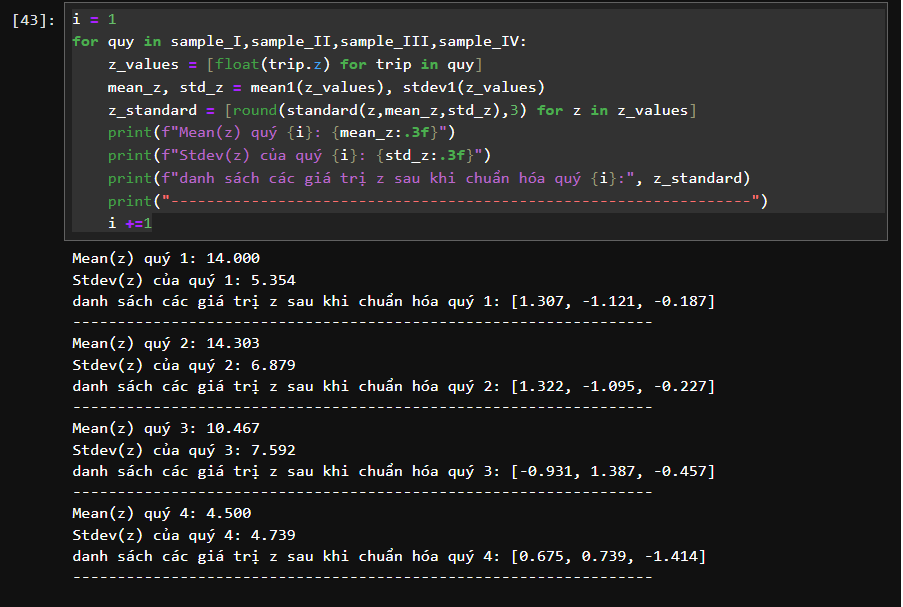 [43]: i = 1
for quy in sample_I,sample_II,sample_III,sample_IV:
    z_values = [float(trip.z) for trip in quy]
    mean_z, std_z = mean1(z_values), stdev1(z_values)
    z_standard = [round(standard(z,mean_z,std_z),3) for z in z_values]
    print(f"Mean(z) quý {i}: {mean_z:.3f}")
    print(f"Stdev(z) của quý {i}: {std_z:.3f}")
    print(f"danh sách các giá trị z sau khi chuẩn hóa quý {i}:", z_standard)
    print("-----------------------------------------------------------------")
    i +=1
Mean(z) quý 1: 14.000
Stdev(z) của quý 1: 5.354
danh sách các giá trị z sau khi chuẩn hóa quý 1: [1.307, -1.121, -0.187]
-----------------------------------------------------------------
Mean(z) quý 2: 14.303
Stdev(z) của quý 2: 6.879
danh sách các giá trị z sau khi chuẩn hóa quý 2: [1.322, -1.095, -0.227]
-----------------------------------------------------------------
Mean(z) quý 3: 10.467
Stdev(z) của quý 3: 7.592
danh sách các giá trị z sau khi chuẩn hóa quý 3: [-0.931, 1.387, -0.457]
-----------------------------------------------------------------
Mean(z) quý 4: 4.500
Stdev(z) của quý 4: 4.739
danh sách các giá trị z sau khi chuẩn hóa quý 4: [0.675, 0.739, -1.414]
-----------------------------------------------------------------